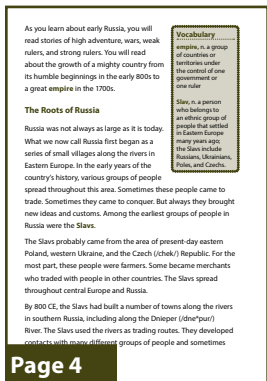 As you learn about early Russia, you will
read stories of high adventure, wars, weak
rulers, and strong rulers. You will read
about the growth of a mighty country from
its humble beginnings in the early 800s to
a great empire in the 1700s.
Vocabulary
empire, n. a group
of countries or
territories under
the control of one
government or
one ruler
Slav, n. a person
who belongs to
an ethnic group of
people that settled
in Eastern Europe
many years ago;
the Slavs include
Russians, Ukrainians,
Poles, and Czechs.
The Roots of Russia
Russia was not always as large as it is today.
What we now call Russia first began as a
series of small villages along the rivers in
Eastern Europe. In the early years of the
country's history, various groups of people
spread throughout this area. Sometimes these people came to
trade. Sometimes they came to conquer. But always they brought
new ideas and customs. Among the earliest groups of people in
Russia were the Slavs.
The Slavs probably came from the area of present-day eastern
Poland, western Ukraine, and the Czech (/chek/) Republic. For the
most part, these people were farmers. Some became merchants
who traded with people in other countries. The Slavs spread
throughout central Europe and Russia.
By 800 CE, the Slavs had built a number of towns along the rivers
in southern Russia, including along the Dnieper (/dne*pur/)
River. The Slavs used the rivers as trading routes. They developed
contacts with many different groups of people and sometimes
Page 4